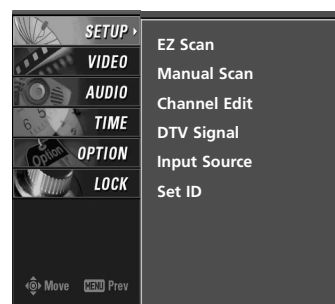 SETUP
VIDEO
AUDIO
TIME
OPTION
LOCK
Move MENU Prev
EZ Scan
Manual Scan
Channel Edit
DTV Signal
Input Source
Set ID